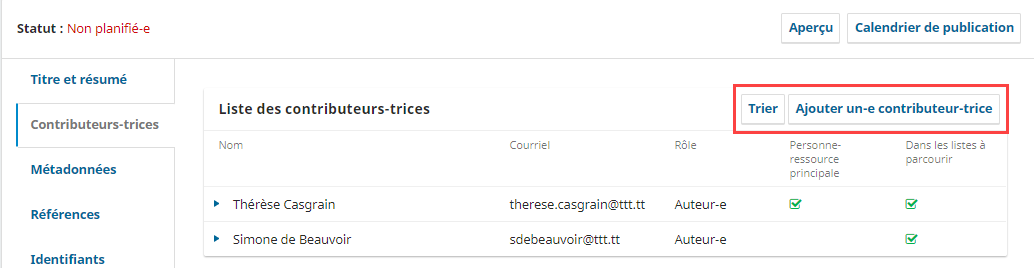 Statut : Non planifié-e
Aperçu
Calendrier de publication
Titre et résumé
Contributeurs-trices
Métadonnées
Références
Identifiants
Liste des contributeurs-trices
Trier
Ajouter un-e contributeur-trice
Nom
Courriel
Rôle
Personne-
ressource
principale
Dans les listes à
parcourir
Thérèse Casgrain
therese.casgrain@ttt.tt
Auteur-e
Simone de Beauvoir
sdebeauvoir@ttt.tt
Auteur-e